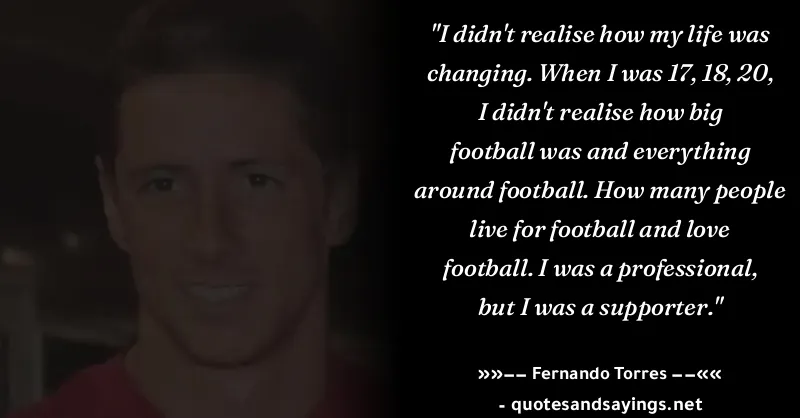 "I didn't realise how my life was
changing. When I was 17, 18, 20,
I didn't realise how big
football was and everything
around football. How many people
live for football and love
football. I was a professional,
but I was a supporter."
»»−− Fernando Torres −−««
- quotesandsayings.net